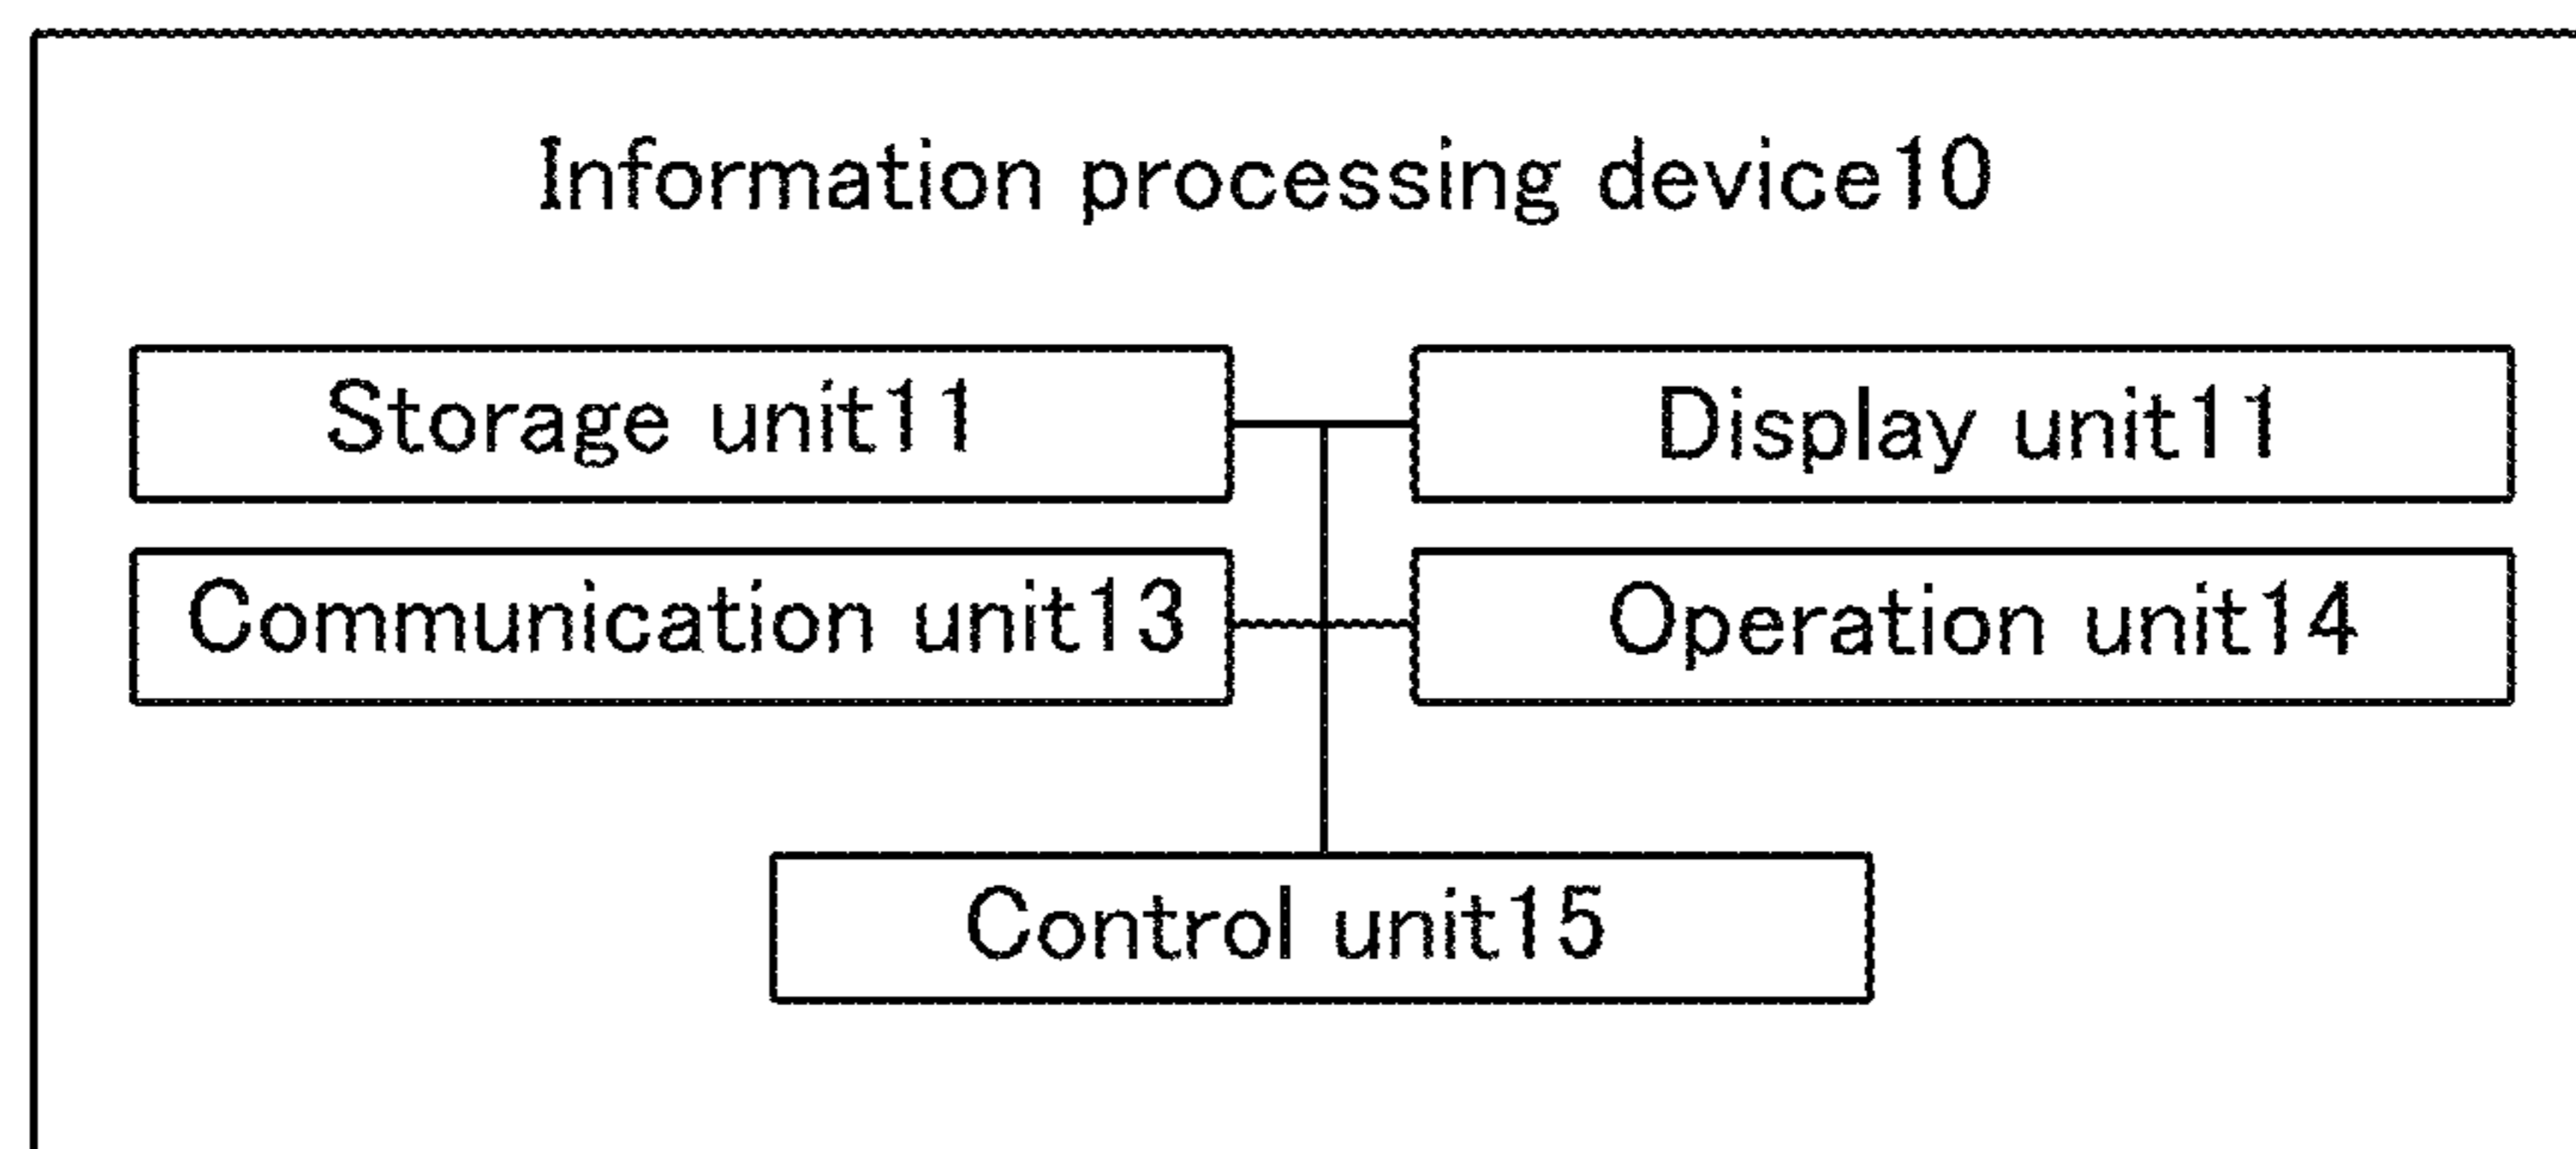 Information processing device10
Storage unit11
Display unit11
Communication unit13
Operation unit14
Control unit15